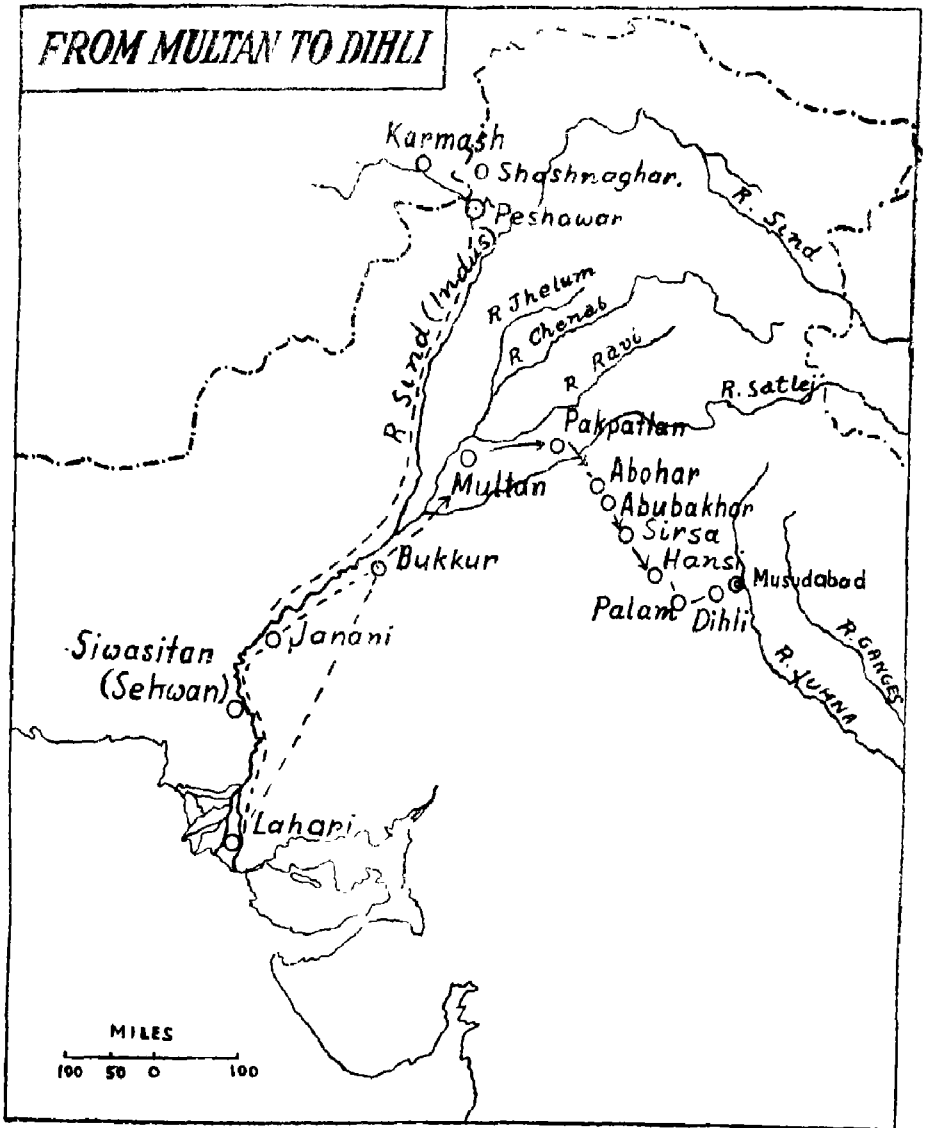 FROM MULTAN TO DIHLI
Karmash
Shashnaghar.
Peshawar
R. Sind
R Sind (Indus)
R Jhelum
R Chenab
R Ravi
R. Satlej
Pakpattan
Multan
Abohar
Abubakhar
Sirsa
Hansi
Musudabad
Palam
Dihli
Bukkur
Janani
Siwasitan
(Sehwan)
R. GANGES
R. JUMNA
Lahari
MILES
100 50 0 100